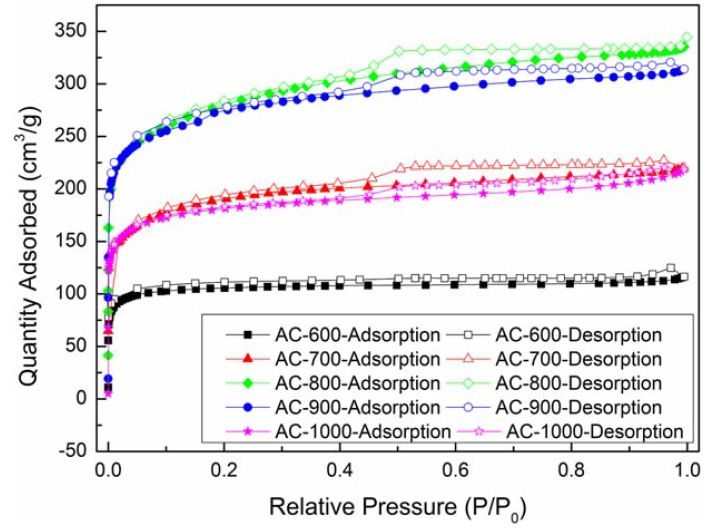 350
300
250
200
150
100
50
0
-50
Quantity Adsorbed (cm³/g)
AC-600-Adsorption AC-600-Desorption
AC-700-Adsorption AC-700-Desorption
AC-800-Adsorption AC-800-Desorption
AC-900-Adsorption AC-900-Desorption
AC-1000-Adsorption AC-1000-Desorption
0.0 0.2 0.4 0.6 0.8 1.0
Relative Pressure (P/P₀)